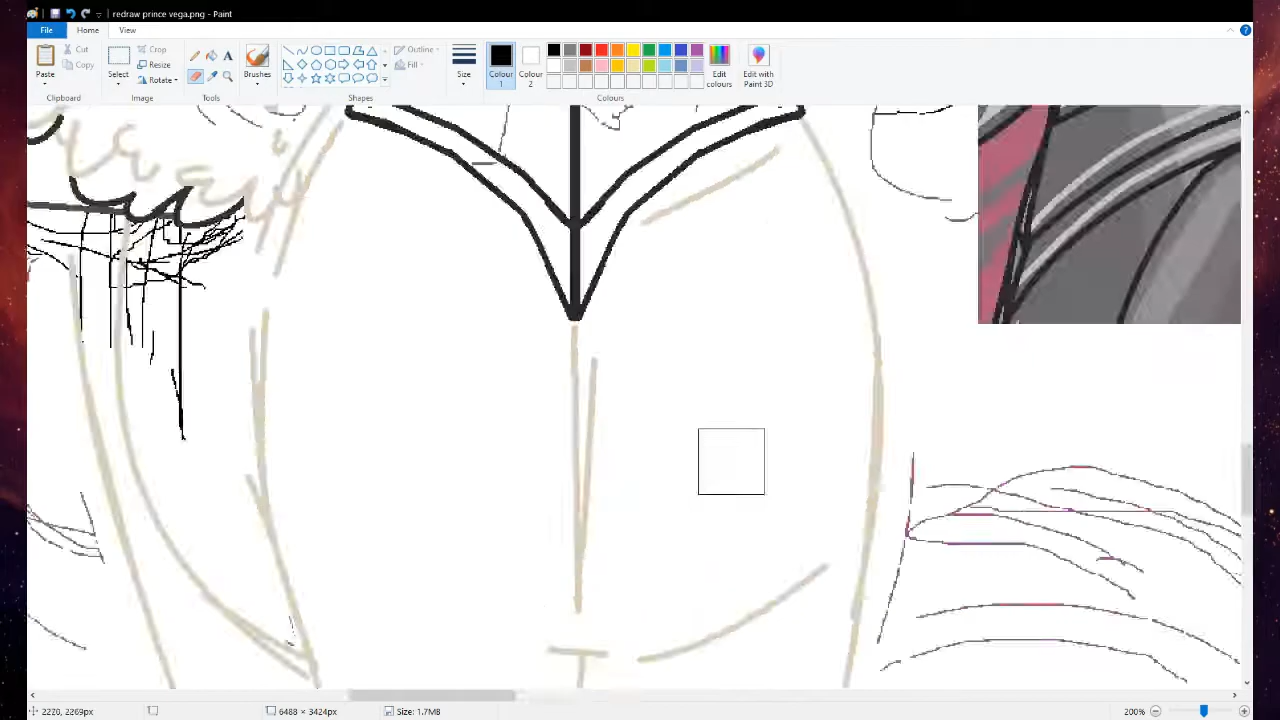 redraw prince vega.png - Paint
File Home View
Paste
Cut
Copy
Clipboard
Select
Crop
Resize
Rotate
Image
A
Tools
Brushes
Shapes
Outline
Fill
Size
Colour 1
Colour 2
Colours
Edit colours
Edit with Paint 3D
2270, 2269px
6488 × 3424px
Size: 1.7MB
200%